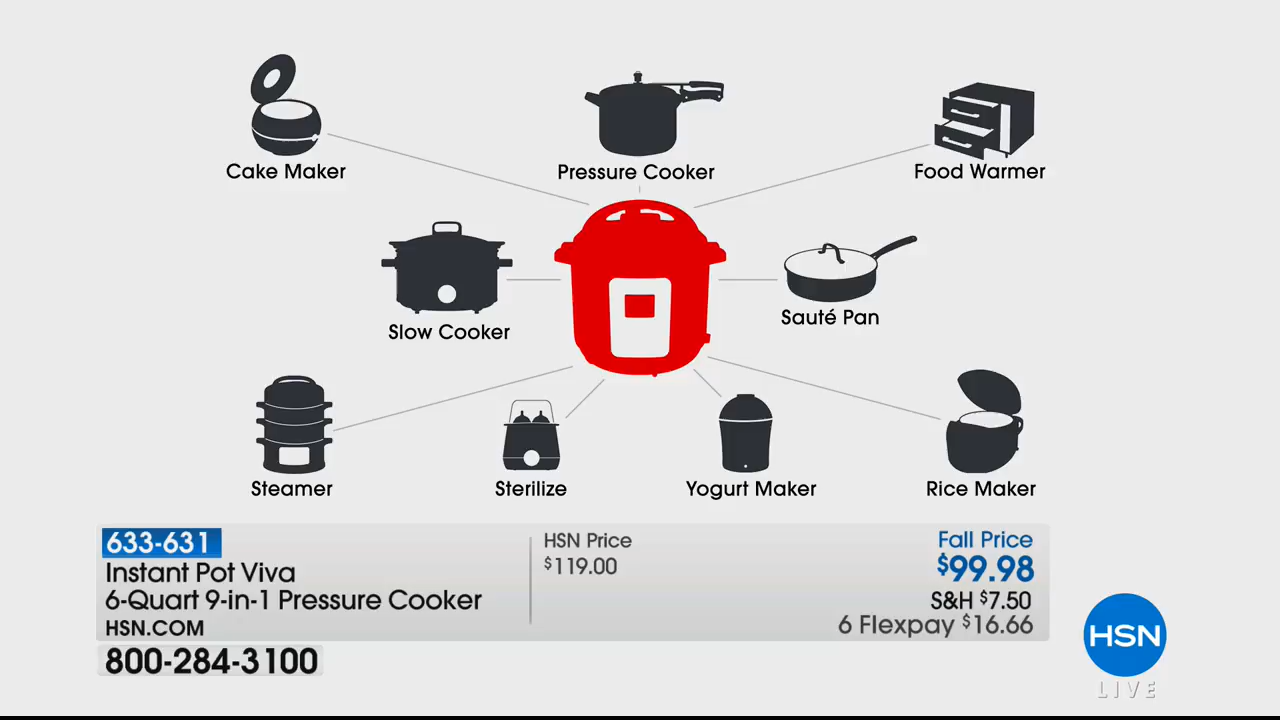 Cake Maker
Pressure Cooker
Food Warmer
Slow Cooker
Sauté Pan
Steamer
Sterilize
Yogurt Maker
Rice Maker
633-631
Instant Pot Viva
6-Quart 9-in-1 Pressure Cooker
HSN.COM
800-284-3100
HSN Price
$119.00
Fall Price
$99.98
S&H $7.50
6 Flexpay $16.66
HSN
LIVE